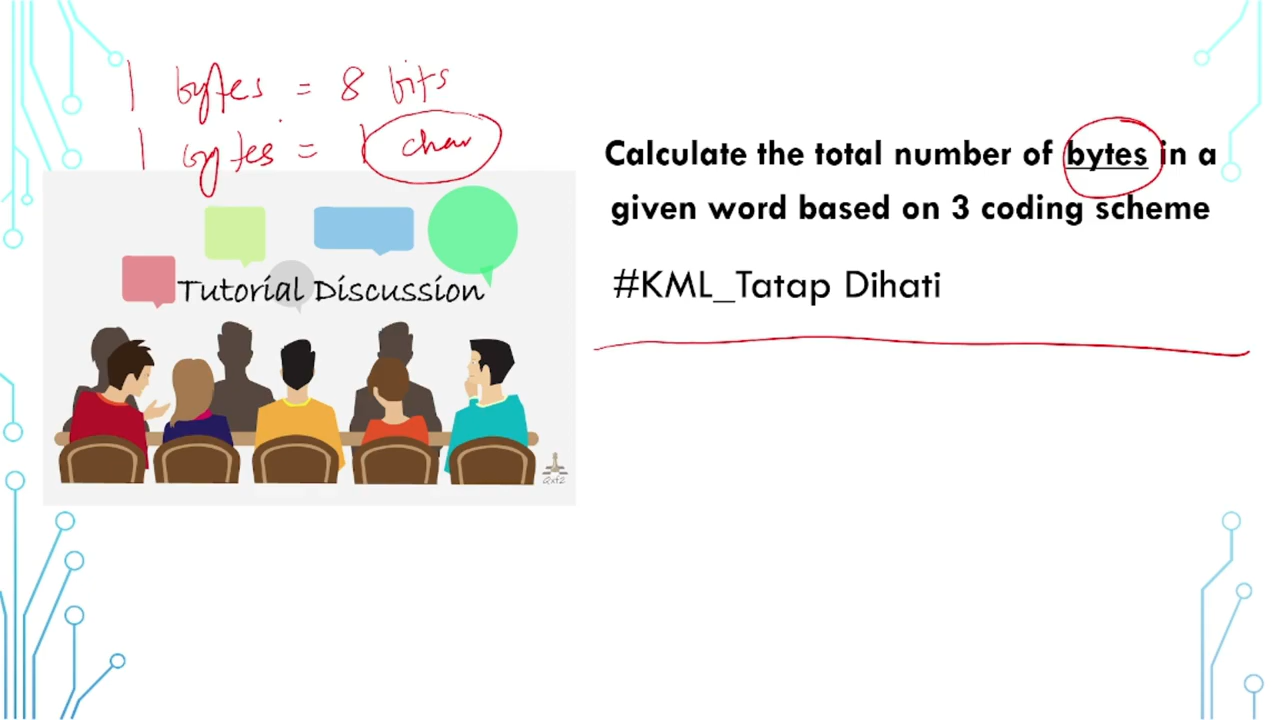 1 bytes = 8 bits
1 bytes = 1 char
Calculate the total number of bytes in a
given word based on 3 coding scheme
#KML_Tatap Dihati
Tutorial Discussion
Qxf2